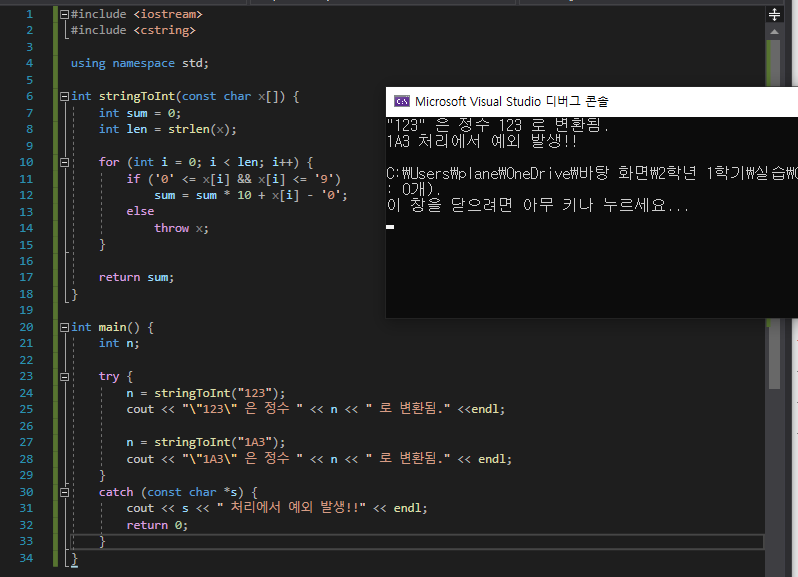 1 #include <iostream>
2 #include <cstring>
3
4 using namespace std;
5
6 int stringToInt(const char x[]) {
7 int sum = 0;
8 int len = strlen(x);
9
10 for (int i = 0; i < len; i++) {
11 if ('0' <= x[i] && x[i] <= '9')
12 sum = sum * 10 + x[i] - '0';
13 else
14 throw x;
15 }
16
17 return sum;
18 }
19
20 int main() {
21 int n;
22
23 try {
24 n = stringToInt("123");
25 cout << "\"123\" 은 정수 " << n << " 로 변환됨." <<endl;
26
27 n = stringToInt("1A3");
28 cout << "\"1A3\" 은 정수 " << n << " 로 변환됨." << endl;
29 }
30 catch (const char *s) {
31 cout << s << " 처리에서 예외 발생!!" << endl;
32 return 0;
33 }
34 }
Microsoft Visual Studio 디버그 콘솔
"123" 은 정수 123 로 변환됨.
1A3 처리에서 예외 발생!!
C:₩Users₩plane₩OneDrive₩바탕 화면₩2학년 1학기₩실습₩
: 0개).
이 창을 닫으려면 아무 키나 누르세요...